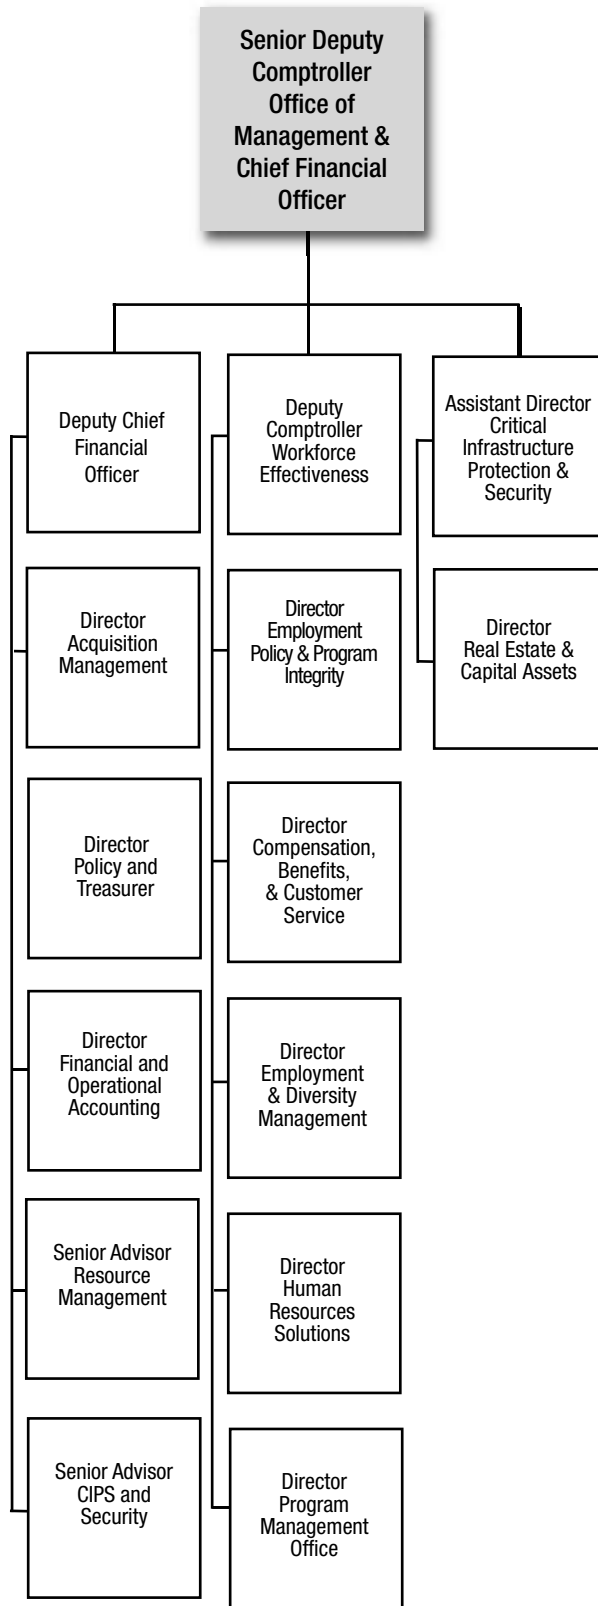 Senior Deputy
Comptroller
Office of
Management &
Chief Financial
Officer
Deputy Chief
Financial
Officer
Director
Acquisition
Management
Director
Policy and
Treasurer
Director
Financial and
Operational
Accounting
Senior Advisor
Resource
Management
Senior Advisor
CIPS and
Security
Deputy
Comptroller
Workforce
Effectiveness
Director
Employment
Policy & Program
Integrity
Director
Compensation,
Benefits,
& Customer
Service
Director
Employment
& Diversity
Management
Director
Human
Resources
Solutions
Director
Program
Management
Office
Assistant Director
Critical
Infrastructure
Protection &
Security
Director
Real Estate &
Capital Assets